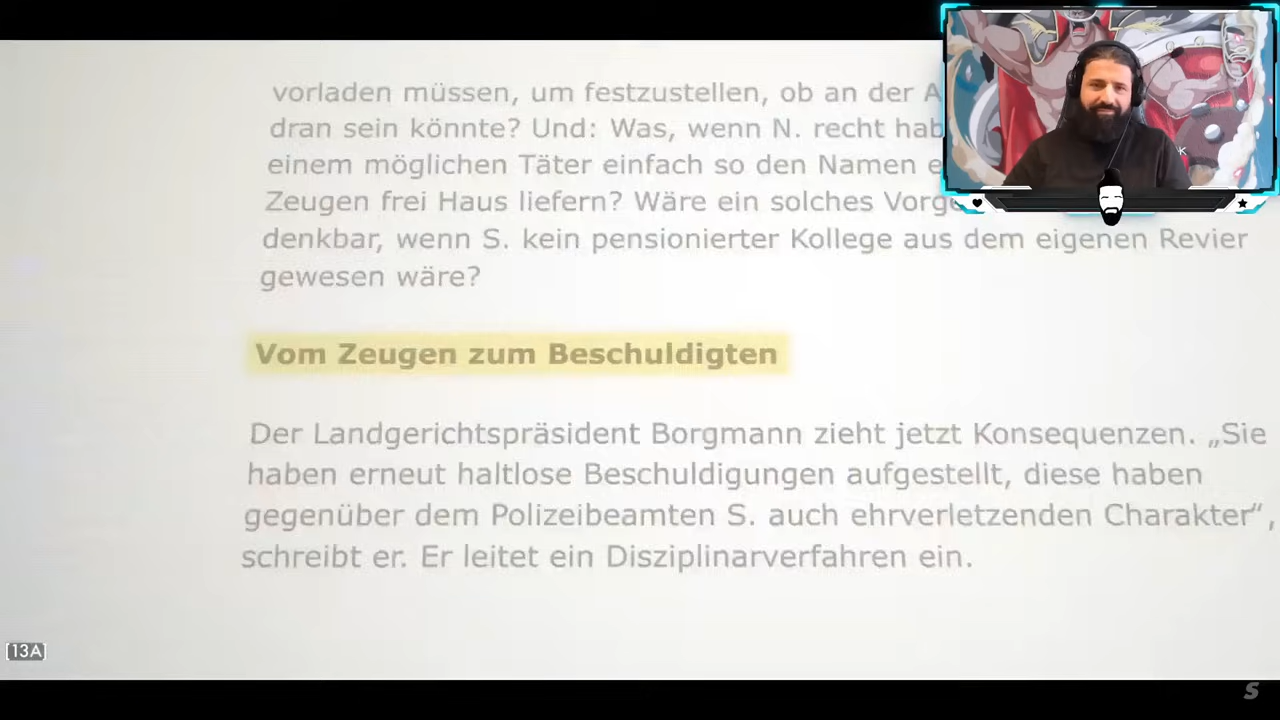 vorladen müssen, um festzustellen, ob an der A
dran sein könnte? Und: Was, wenn N. recht hab
einem möglichen Täter einfach so den Namen e
Zeugen frei Haus liefern? Wäre ein solches Vorge
denkbar, wenn S. kein pensionierter Kollege aus dem eigenen Revier
gewesen wäre?
Vom Zeugen zum Beschuldigten
Der Landgerichtspräsident Borgmann zieht jetzt Konsequenzen. „Sie
haben erneut haltlose Beschuldigungen aufgestellt, diese haben
gegenüber dem Polizeibeamten S. auch ehrverletzenden Charakter“,
schreibt er. Er leitet ein Disziplinarverfahren ein.
[13A]
S